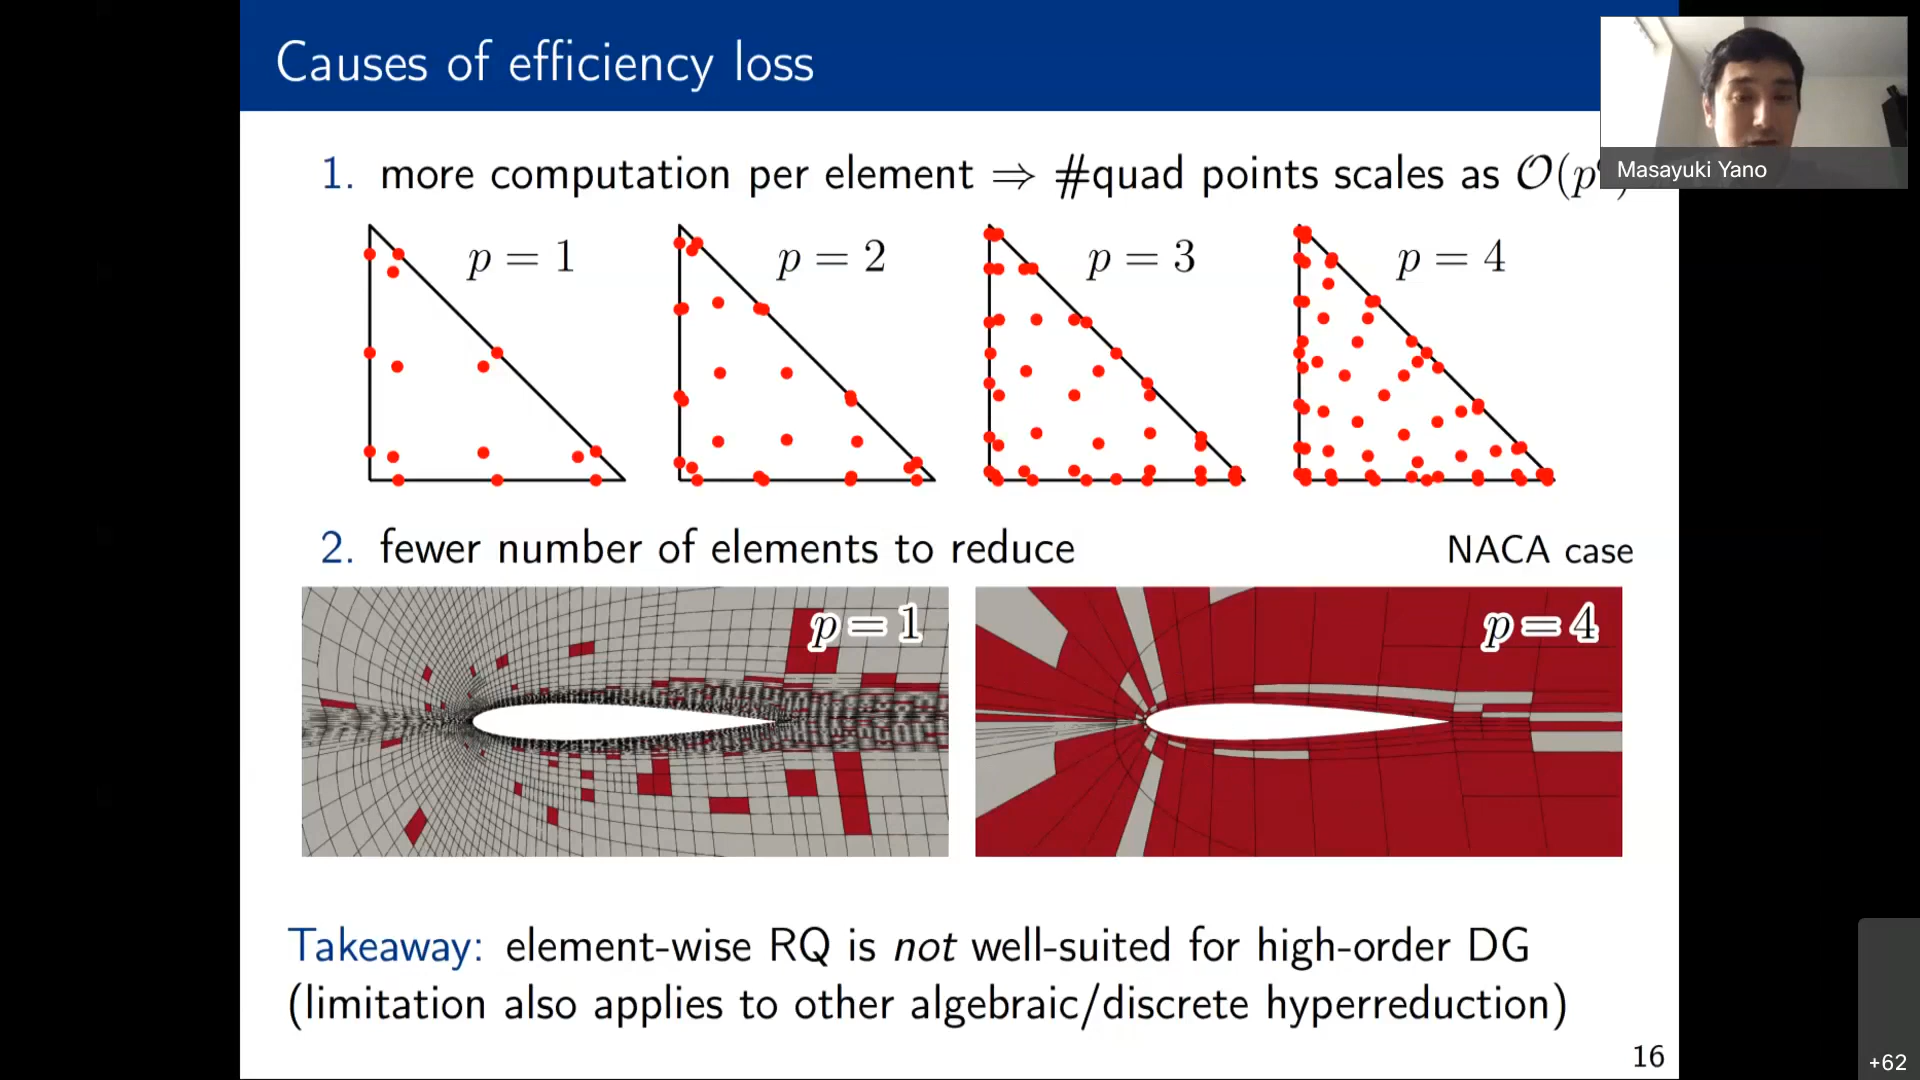 Causes of efficiency loss
Masayuki Yano
1. more computation per element ⇒ #quad points scales as 𝒪(p
p = 1
p = 2
p = 3
p = 4
2. fewer number of elements to reduce
NACA case
p = 1
p = 4
Takeaway: element-wise RQ is not well-suited for high-order DG
(limitation also applies to other algebraic/discrete hyperreduction)
16
+62